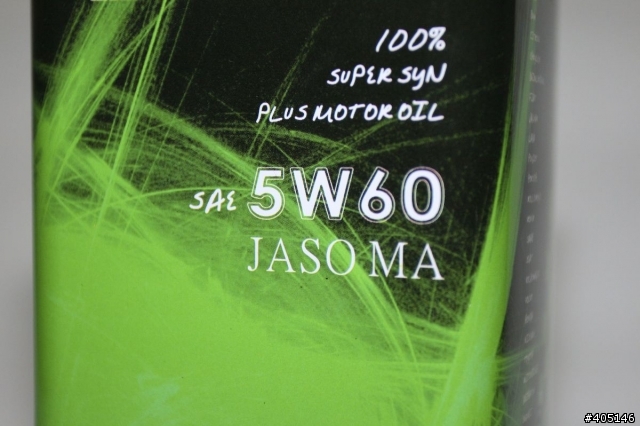 100%
SUPER SYN
PLUS MOTOR OIL
SAE 5W60
JASO MA
#405146